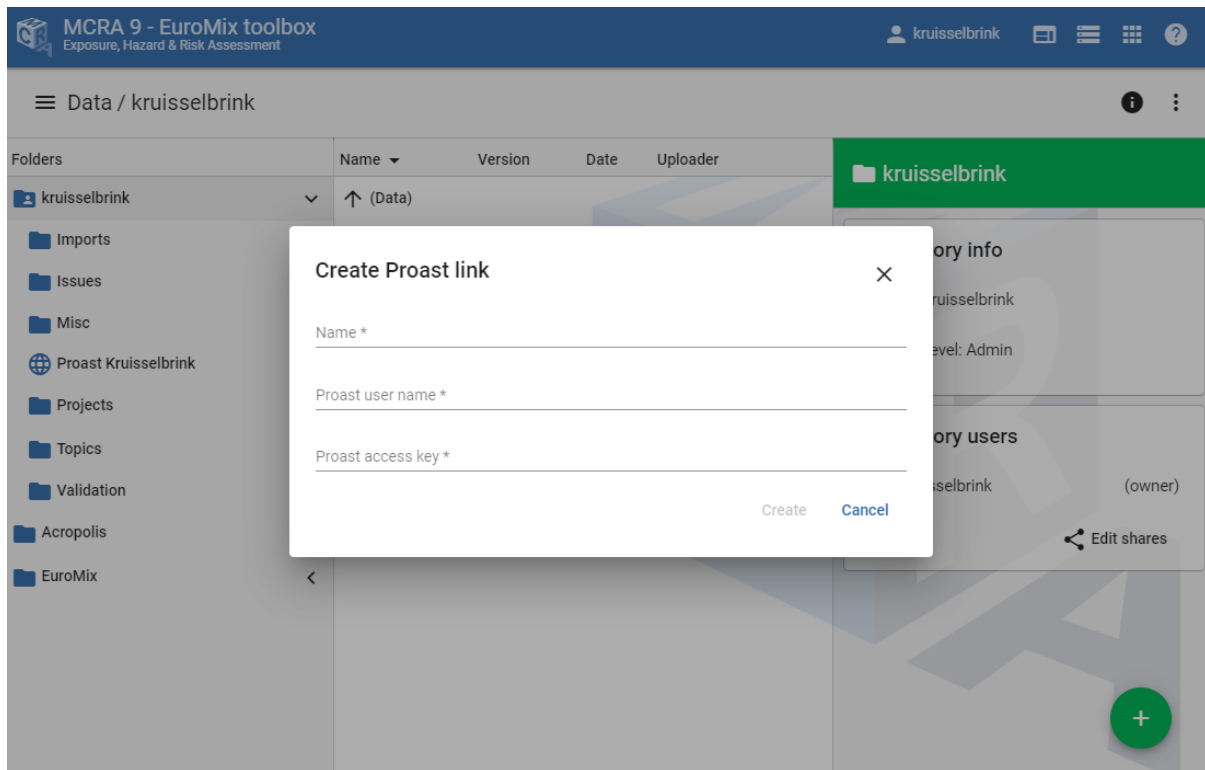 MCRA 9 - EuroMix toolbox
Exposure, Hazard & Risk Assessment
kruisselbrink
Data / kruisselbrink
Folders
Name Version Date Uploader
kruisselbrink
kruisselbrink
(Data)
Imports
Issues
Misc
Proast Kruisselbrink
Projects
Topics
Validation
Acropolis
EuroMix
Create Proast link
Name *
Proast user name *
Proast access key *
Create Cancel
ory info
ruisselbrink
evel: Admin
ory users
sselbrink (owner)
Edit shares